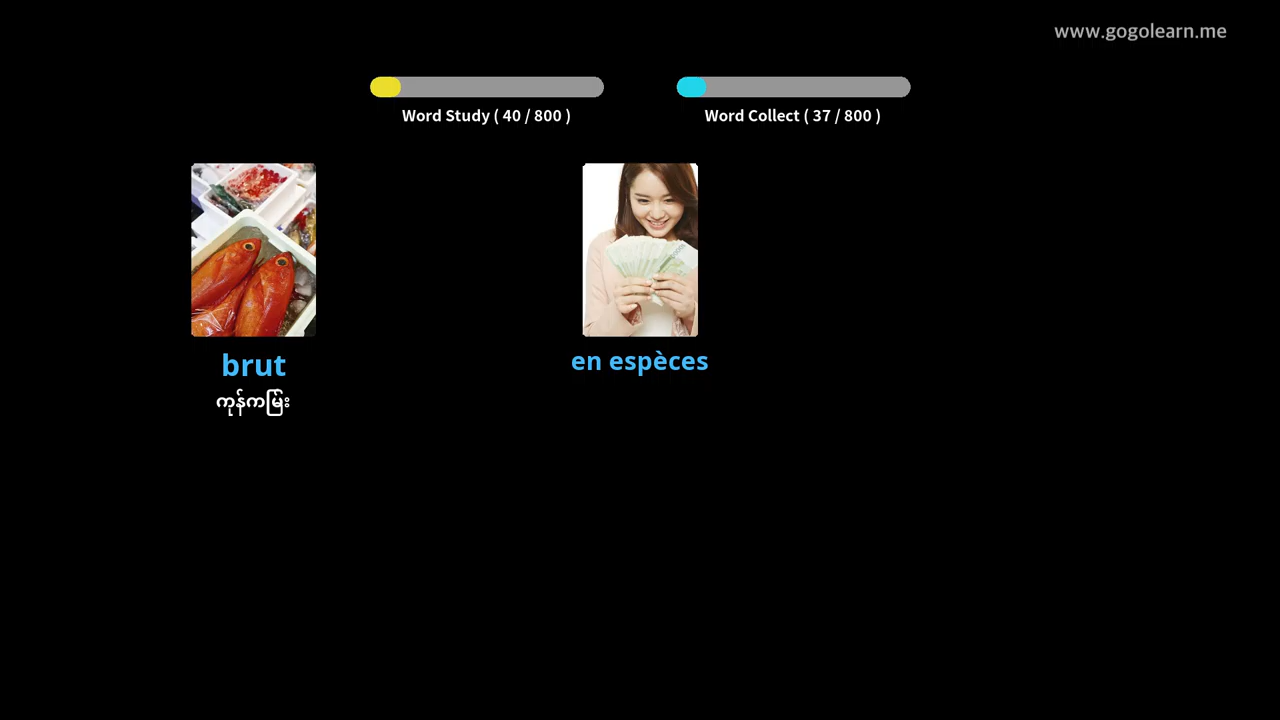 www.gogolearn.me
Word Study ( 40 / 800 )
Word Collect ( 37 / 800 )
brut
ကုန်ကမြ်း
en espèces